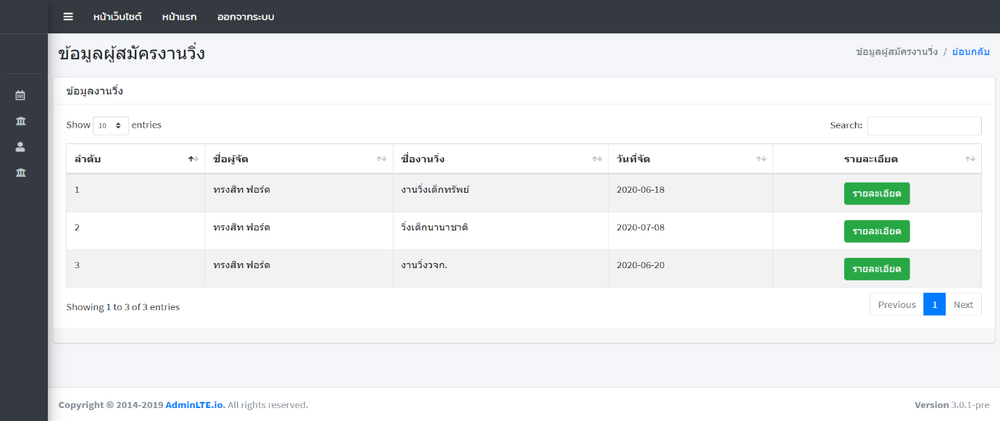 หน้าเว็บไซต์ หน้าแรก ออกจากระบบ
ข้อมูลผู้สมัครงานวิ่ง
ข้อมูลผู้สมัครงานวิ่ง / ย้อนกลับ
ข้อมูลงานวิ่ง
Show 10 entries
Search:
ลำดับ ชื่อผู้จัด ชื่องานวิ่ง วันที่จัด รายละเอียด
1 ทรงสิท ฟอร์ด งานวิ่งเด็กทรัพย์ 2020-06-18 รายละเอียด
2 ทรงสิท ฟอร์ด วิ่งเด็กนานาชาติ 2020-07-08 รายละเอียด
3 ทรงสิท ฟอร์ด งานวิ่งวจก. 2020-06-20 รายละเอียด
Showing 1 to 3 of 3 entries
Previous 1 Next
Copyright © 2014-2019 AdminLTE.io. All rights reserved.
Version 3.0.1-pre